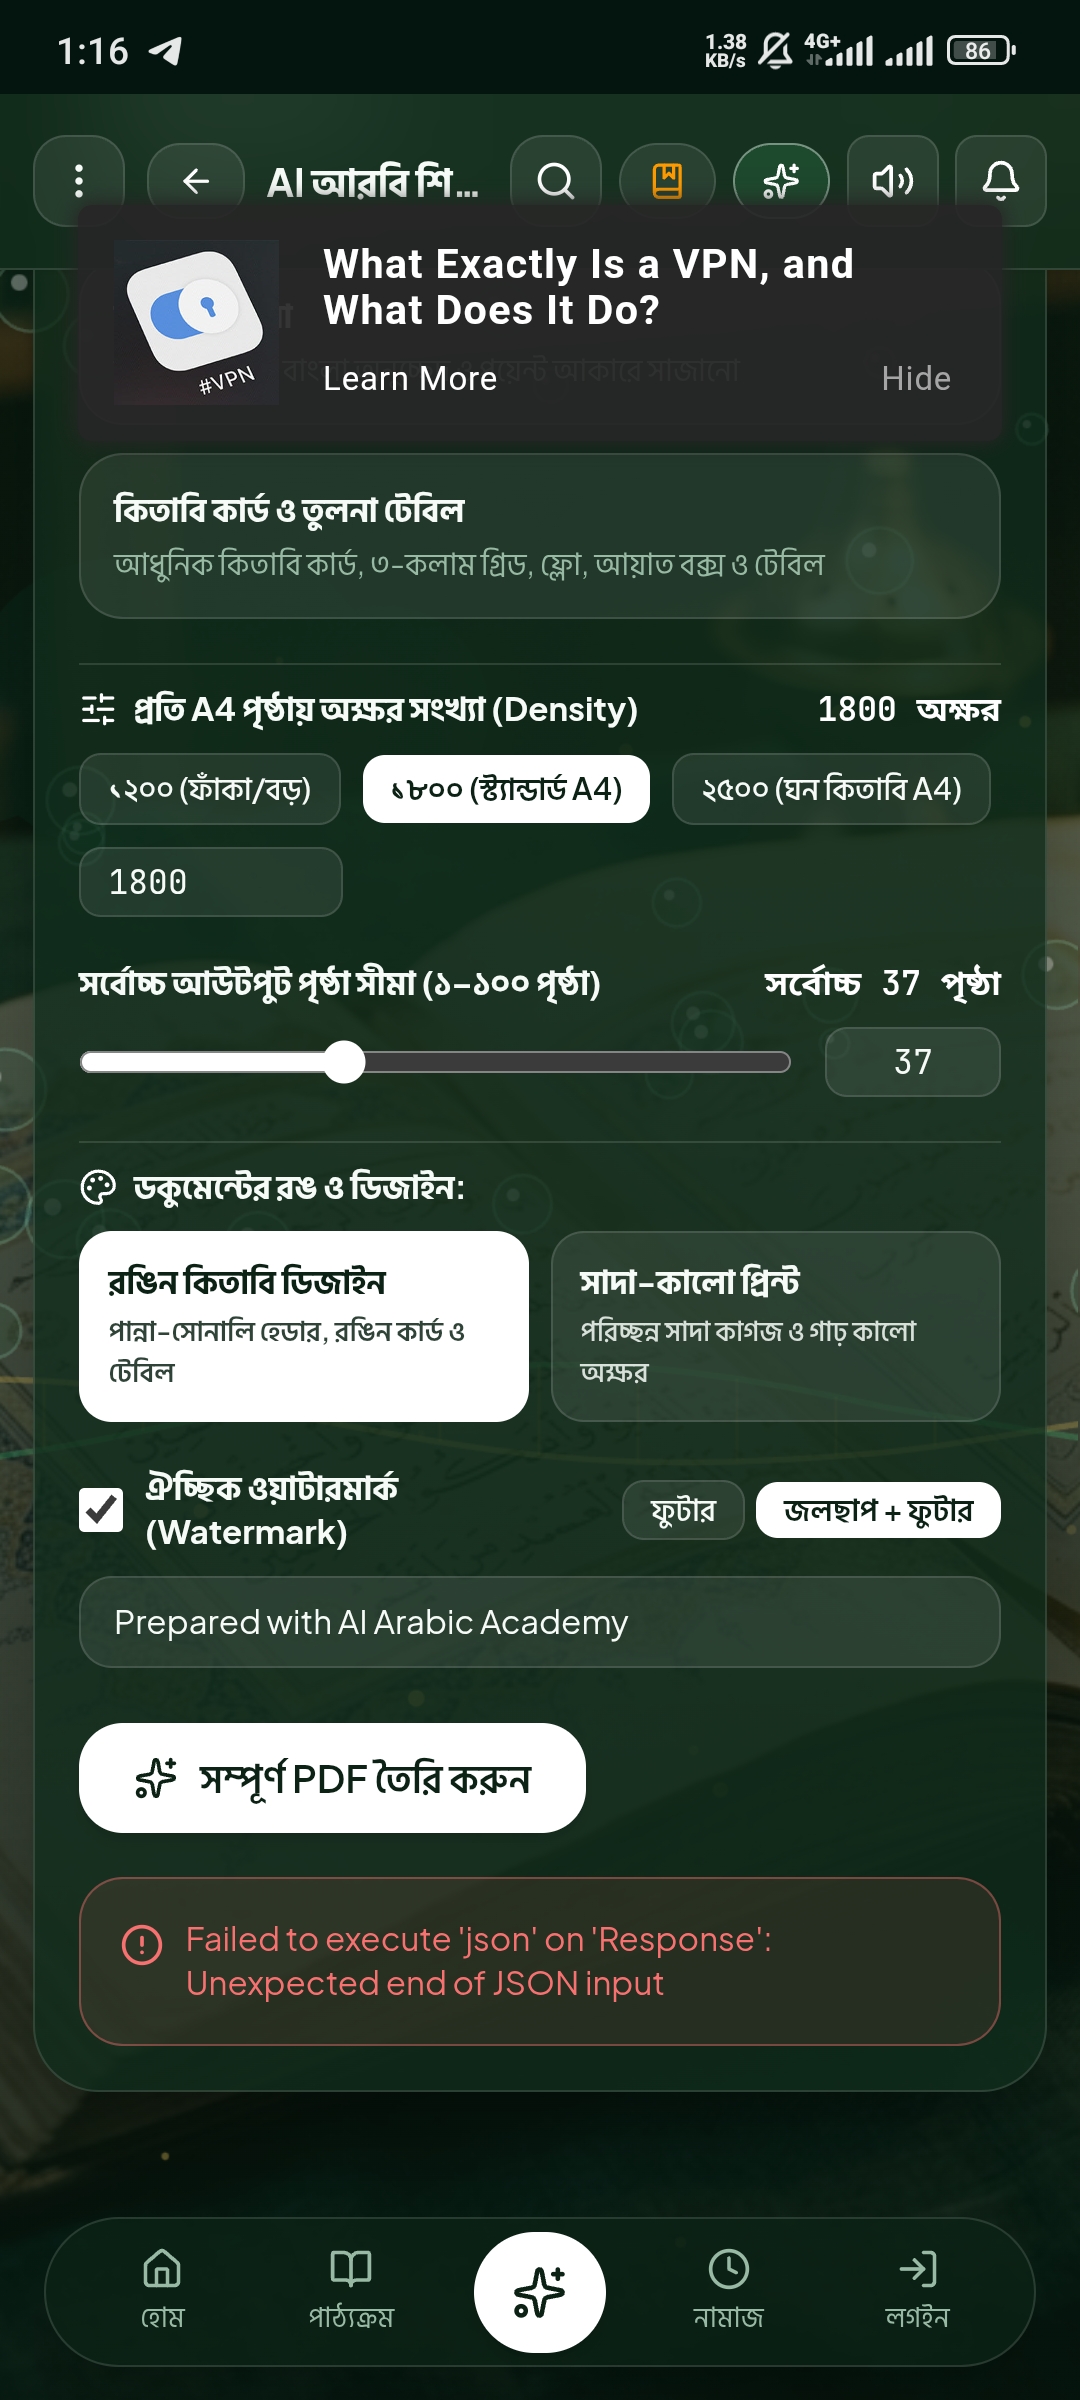 1:16
1.38 KB/s
4G+
86
AI আরবি শি...
What Exactly Is a VPN, and
What Does It Do?
#VPN
Learn More
Hide
কিতাবি কার্ড ও তুলনা টেবিল
আধুনিক কিতাবি কার্ড, ৩-কলাম গ্রিড, ফ্লো, আয়াত বক্স ও টেবিল
প্রতি A4 পৃষ্ঠায় অক্ষর সংখ্যা (Density)
1800 অক্ষর
১২০০ (ফাঁকা/বড়)
১৮০০ (স্ট্যান্ডার্ড A4)
২৫০০ (ঘন কিতাবি A4)
1800
সর্বোচ্চ আউটপুট পৃষ্ঠা সীমা (১-১০০ পৃষ্ঠা)
সর্বোচ্চ 37 পৃষ্ঠা
37
ডকুমেন্টের রঙ ও ডিজাইন:
রঙিন কিতাবি ডিজাইন
পান্না-সোনালি হেডার, রঙিন কার্ড ও
টেবিল
সাদা-কালো প্রিন্ট
পরিচ্ছন্ন সাদা কাগজ ও গাঢ় কালো
অক্ষর
ঐচ্ছিক ওয়াটারমার্ক
(Watermark)
ফুটার
জলছাপ + ফুটার
Prepared with AI Arabic Academy
সম্পূর্ণ PDF তৈরি করুন
Failed to execute 'json' on 'Response':
Unexpected end of JSON input
হোম
পাঠ্যক্রম
নামাজ
লগইন